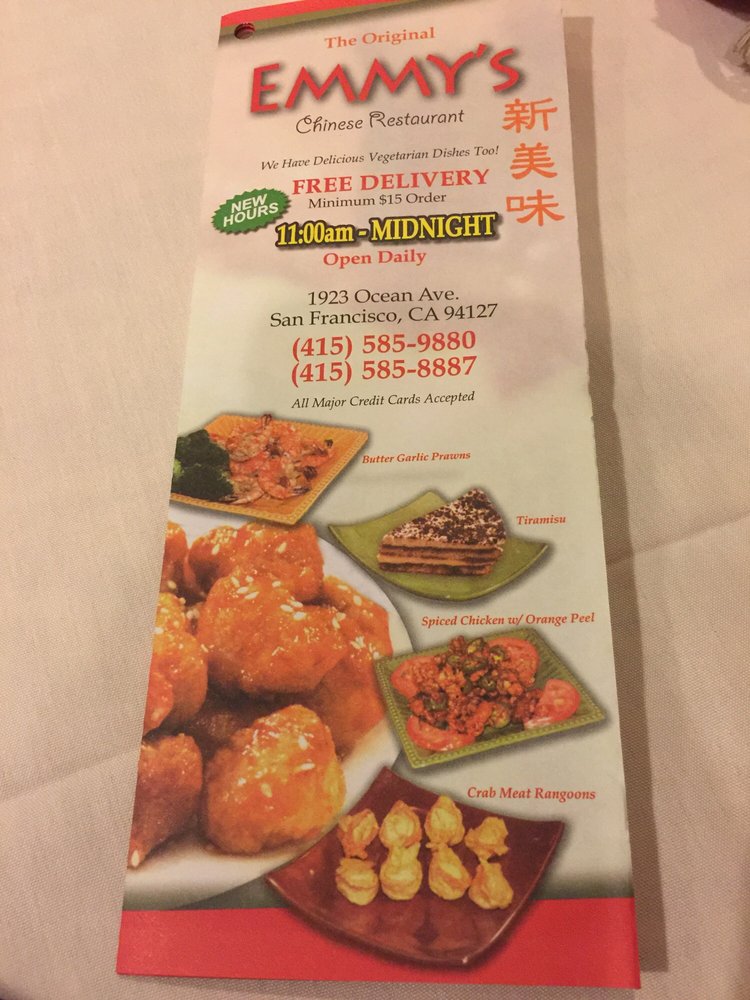 The Original
EMMY'S
Chinese Restaurant
新美味
We Have Delicious Vegetarian Dishes Too!
FREE DELIVERY
Minimum $15 Order
NEW
HOURS
11:00am - MIDNIGHT
Open Daily
1923 Ocean Ave.
San Francisco, CA 94127
(415) 585-9880
(415) 585-8887
All Major Credit Cards Accepted
Butter Garlic Prawns
Tiramisu
Spiced Chicken w/ Orange Peel
Crab Meat Rangoons